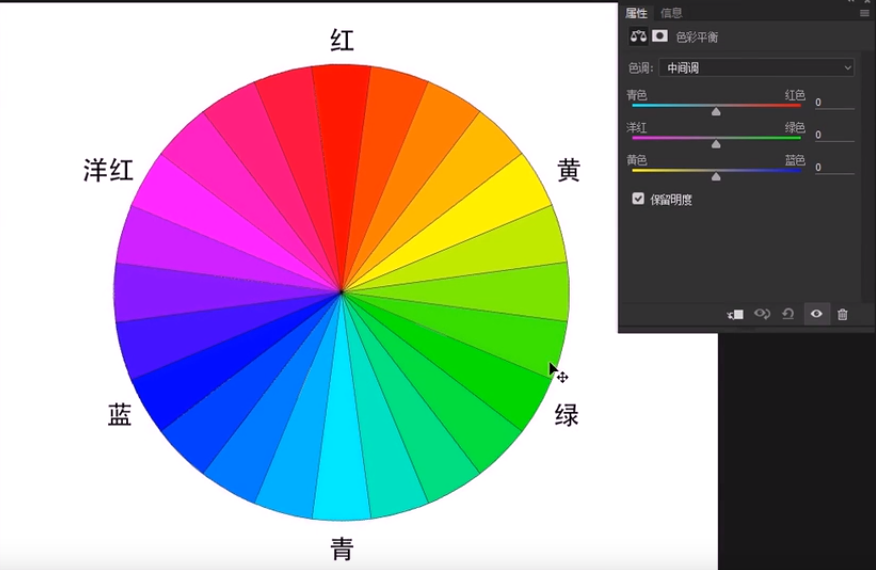 红
洋红
黄
蓝
绿
青
属性 信息
色彩平衡
色调: 中间调
青色 红色 0
洋红 绿色 0
黄色 蓝色 0
保留明度